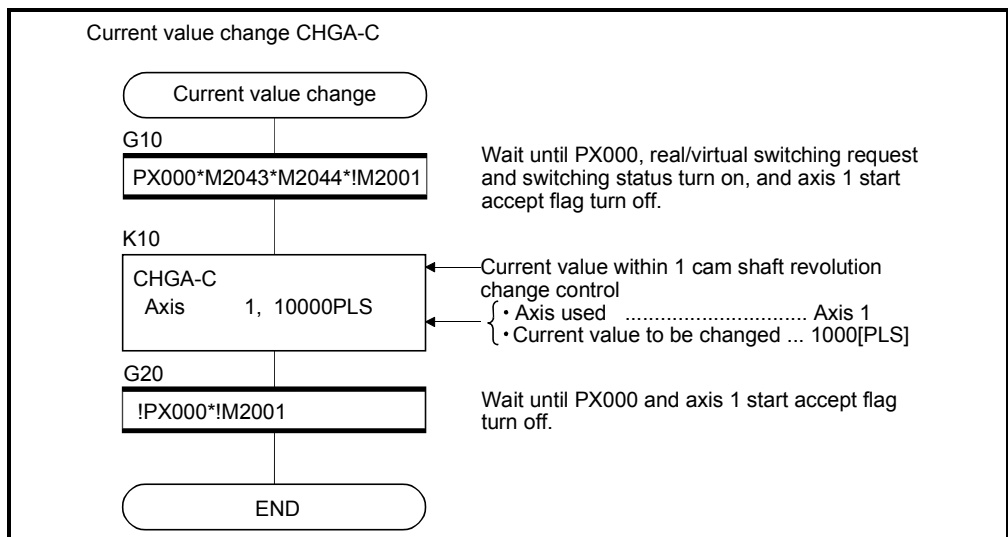 Current value change CHGA-C
Current value change
G10
PX000*M2043*M2044*!M2001
Wait until PX000, real/virtual switching request
and switching status turn on, and axis 1 start
accept flag turn off.
K10
CHGA-C
Axis 1, 10000PLS
Current value within 1 cam shaft revolution
change control
• Axis used ............................... Axis 1
• Current value to be changed ... 1000[PLS]
G20
!PX000*!M2001
Wait until PX000 and axis 1 start accept flag
turn off.
END